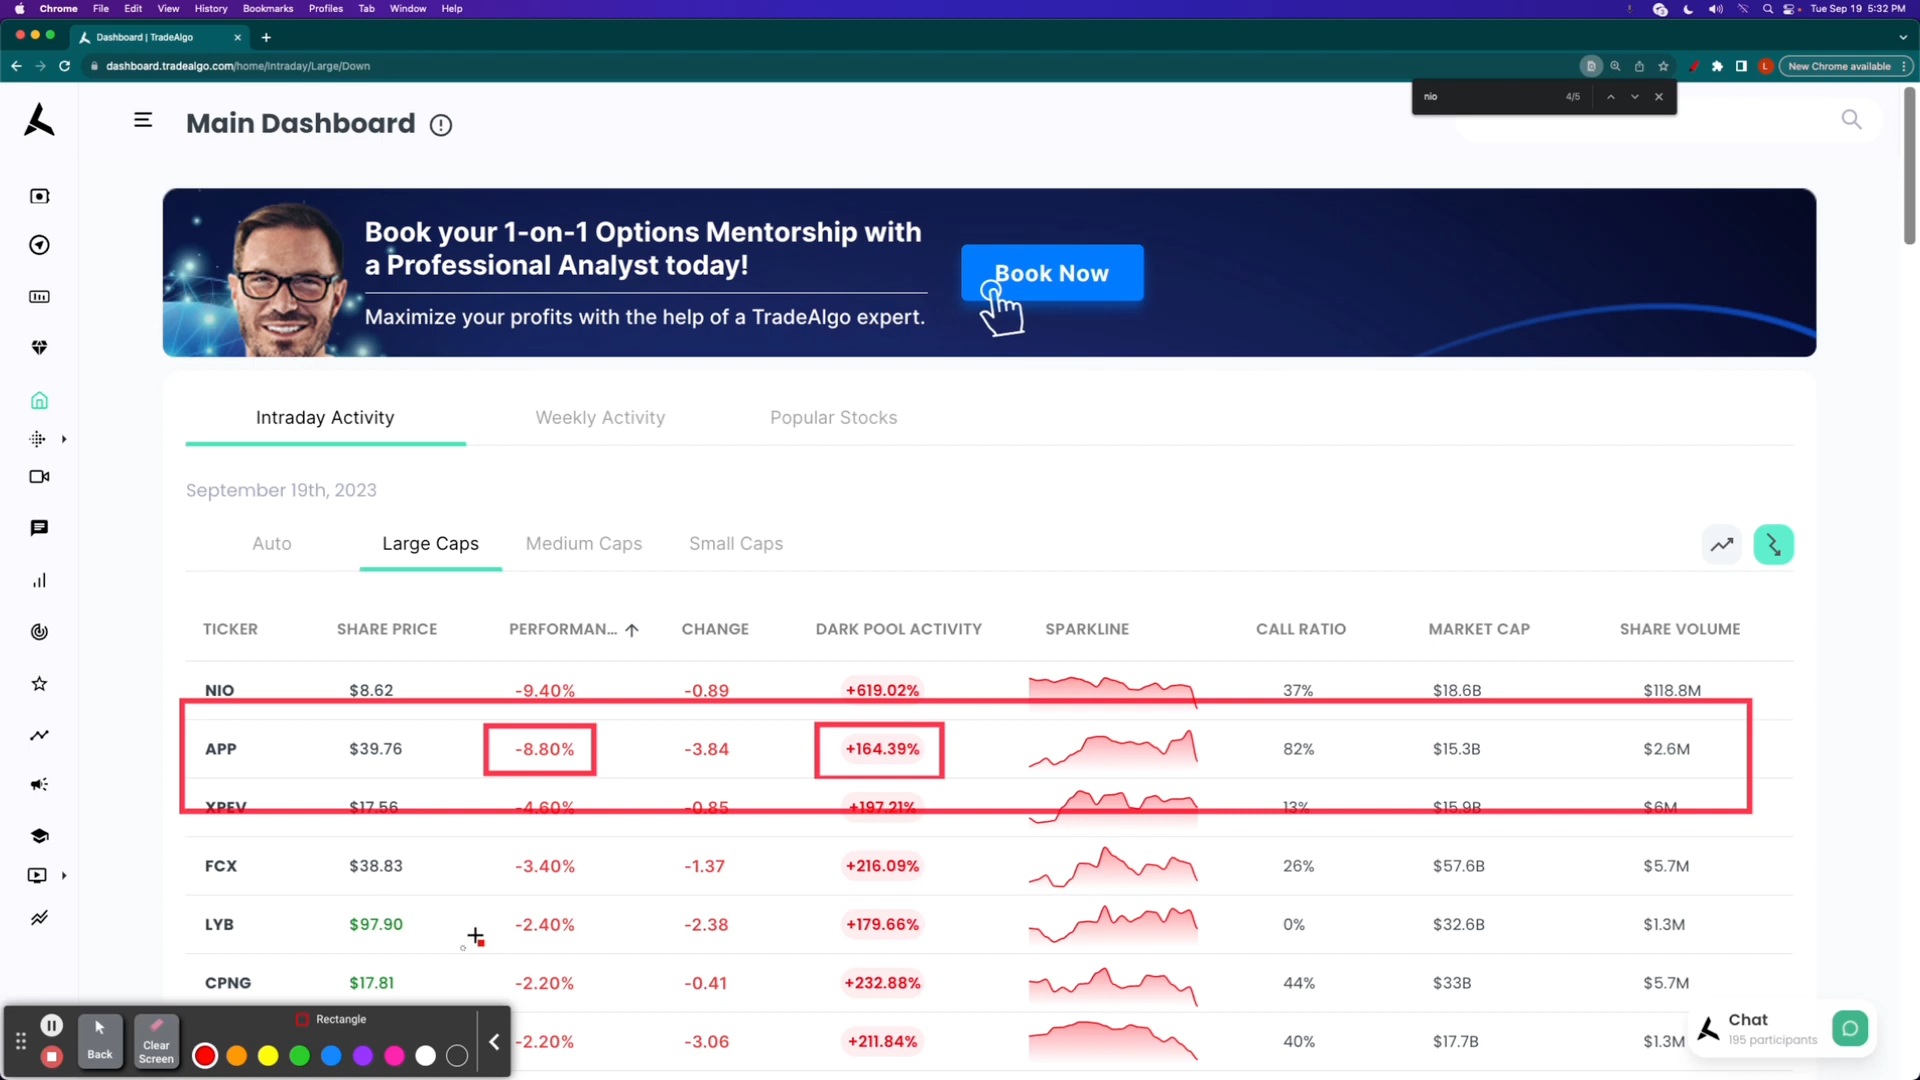 Chrome File Edit View History Bookmarks Profiles Tab Window Help Tue Sep 19 5:32 PM
Dashboard | TradeAlgo
dashboard.tradealgo.com/home/Intraday/Large/Down L New Chrome available
nio 4/5
Main Dashboard
Book your 1-on-1 Options Mentorship with
a Professional Analyst today!
Book Now
Maximize your profits with the help of a TradeAlgo expert.
Intraday Activity Weekly Activity Popular Stocks
September 19th, 2023
Auto Large Caps Medium Caps Small Caps
TICKER SHARE PRICE PERFORMAN... CHANGE DARK POOL ACTIVITY SPARKLINE CALL RATIO MARKET CAP SHARE VOLUME
NIO $8.62 -9.40% -0.89 +619.02% 37% $18.6B $118.8M
APP $39.76 -8.80% -3.84 +164.39% 82% $15.3B $2.6M
XPEV $17.56 -4.60% -0.85 +197.21% 13% $15.9B $6M
FCX $38.83 -3.40% -1.37 +216.09% 26% $57.6B $5.7M
LYB $97.90 -2.40% -2.38 +179.66% 0% $32.6B $1.3M
CPNG $17.81 -2.20% -0.41 +232.88% 44% $33B $5.7M
-2.20% -3.06 +211.84% 40% $17.7B $1.3M
Rectangle
Back
Clear
Screen
Chat
195 participants